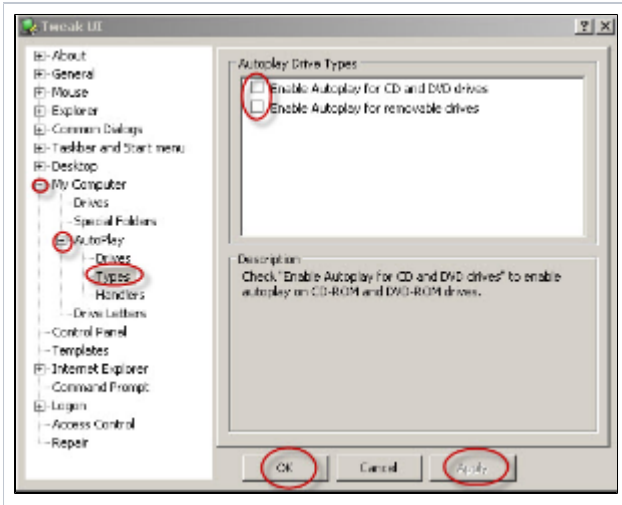 Tweak UI
About
General
Mouse
Explorer
Common Dialogs
Taskbar and Start menu
Desktop
My Computer
Drives
Special Folders
AutoPlay
Drives
Types
Handlers
Drive Letters
Control Panel
Templates
Internet Explorer
Command Prompt
Logon
Access Control
Repair
Autoplay Drive Types
Enable Autoplay for CD and DVD drives
Enable Autoplay for removable drives
Description
Check "Enable Autoplay for CD and DVD drives" to enable
autoplay on CD-ROM and DVD-ROM drives.
OK
Cancel
Apply